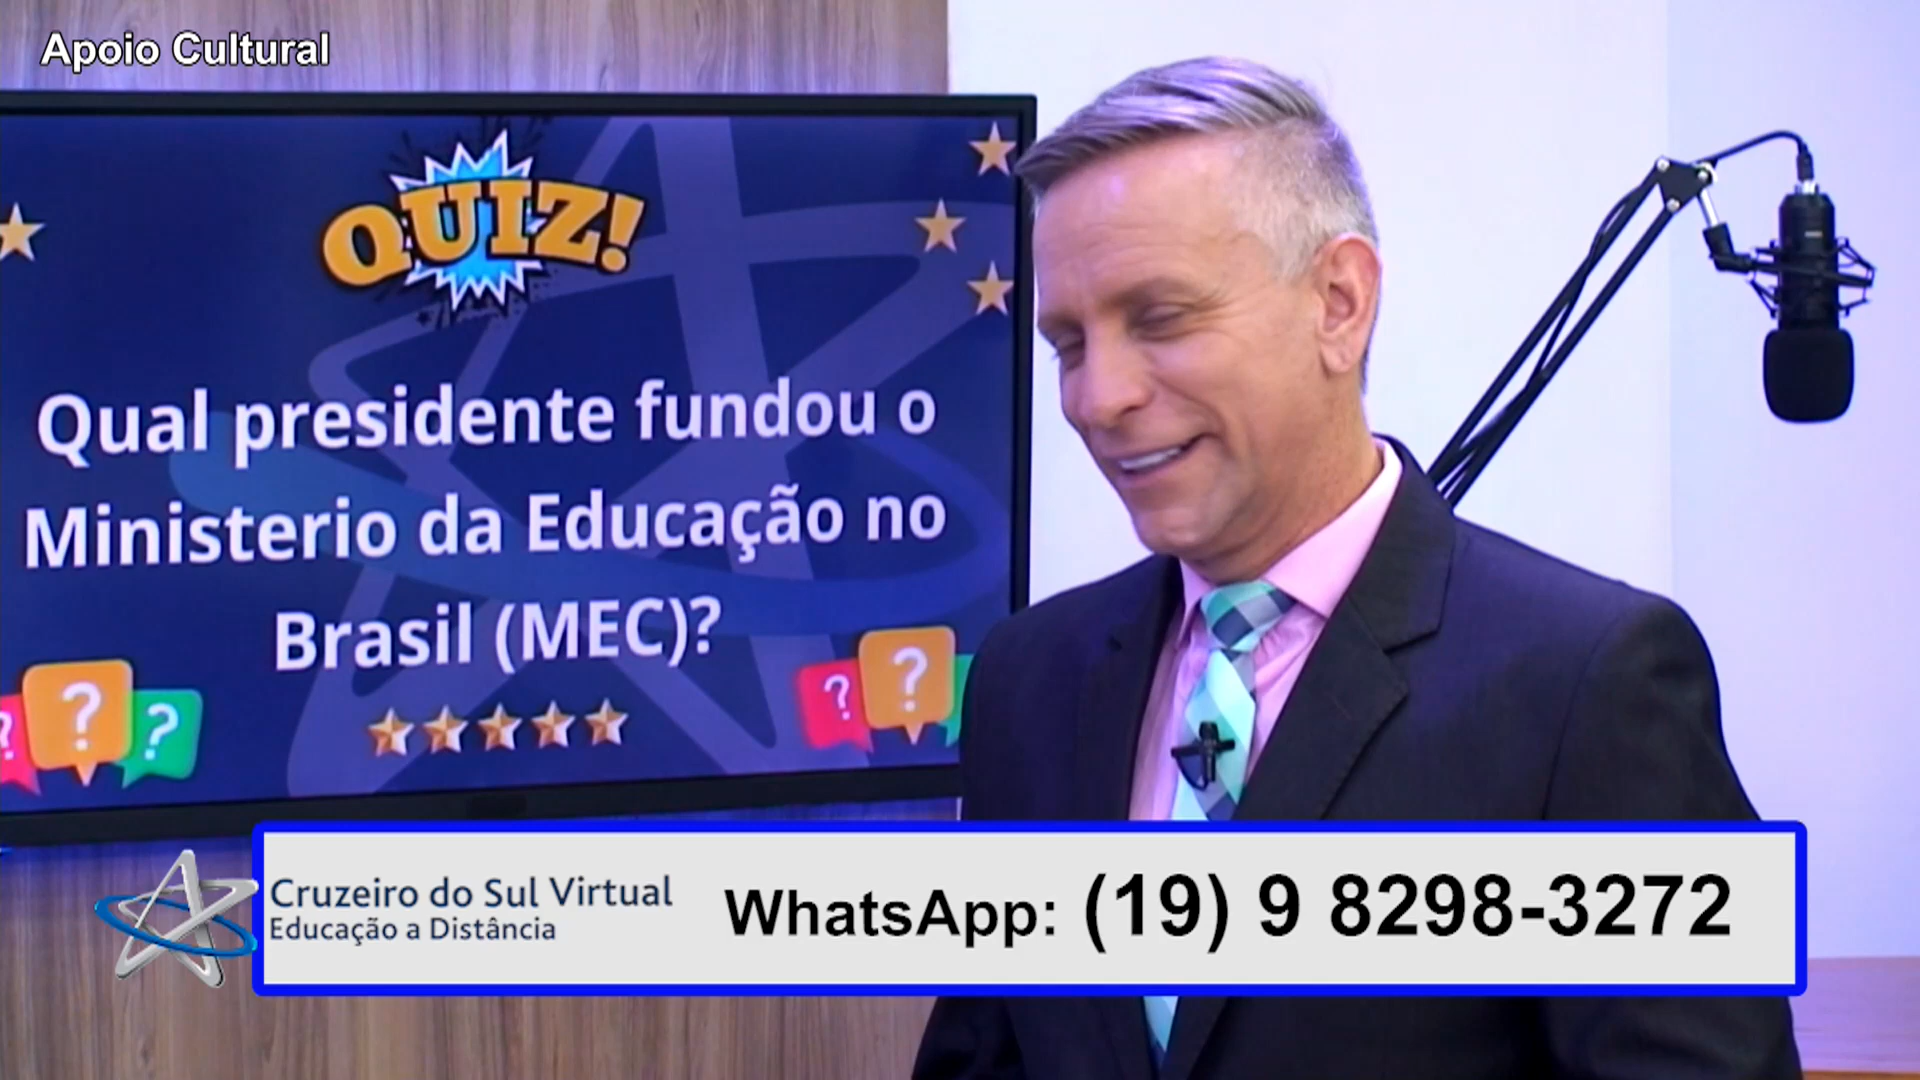 Apoio Cultural
QUIZ!
Qual presidente fundou o
Ministerio da Educação no
Brasil (MEC)?
? ? ? ?
?
Cruzeiro do Sul Virtual
Educação a Distância
WhatsApp: (19) 9 8298-3272